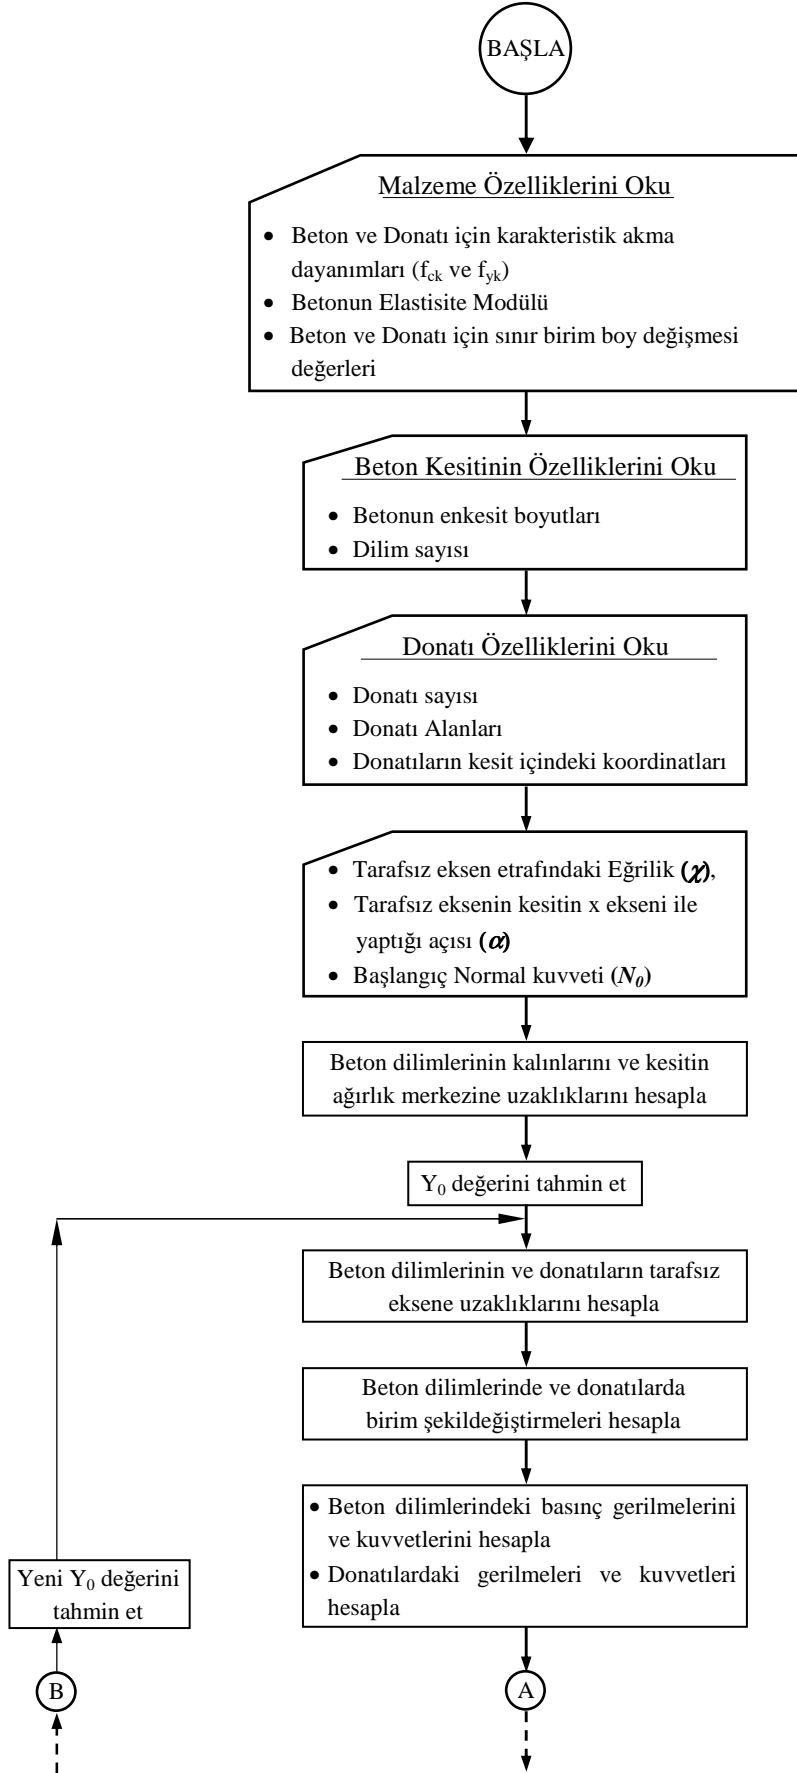 BAŞLA
Malzeme Özelliklerini Oku
• Beton ve Donatı için karakteristik akma
dayanımları (f_ck ve f_yk)
• Betonun Elastisite Modülü
• Beton ve Donatı için sınır birim boy değişmesi
değerleri
Beton Kesitinin Özelliklerini Oku
• Betonun enkesit boyutları
• Dilim sayısı
Donatı Özelliklerini Oku
• Donatı sayısı
• Donatı Alanları
• Donatıların kesit içindeki koordinatları
• Tarafsız eksen etrafındaki Eğrilik (χ),
• Tarafsız eksenin kesitin x ekseni ile
yaptığı açısı (α)
• Başlangıç Normal kuvveti (N₀)
Beton dilimlerinin kalınlarını ve kesitin
ağırlık merkezine uzaklıklarını hesapla
Y₀ değerini tahmin et
Beton dilimlerinin ve donatıların tarafsız
eksene uzaklıklarını hesapla
Beton dilimlerinde ve donatılarda
birim şekildeğiştirmeleri hesapla
• Beton dilimlerindeki basınç gerilmelerini
ve kuvvetlerini hesapla
• Donatılardaki gerilmeleri ve kuvvetleri
hesapla
Yeni Y₀ değerini
tahmin et
B
A